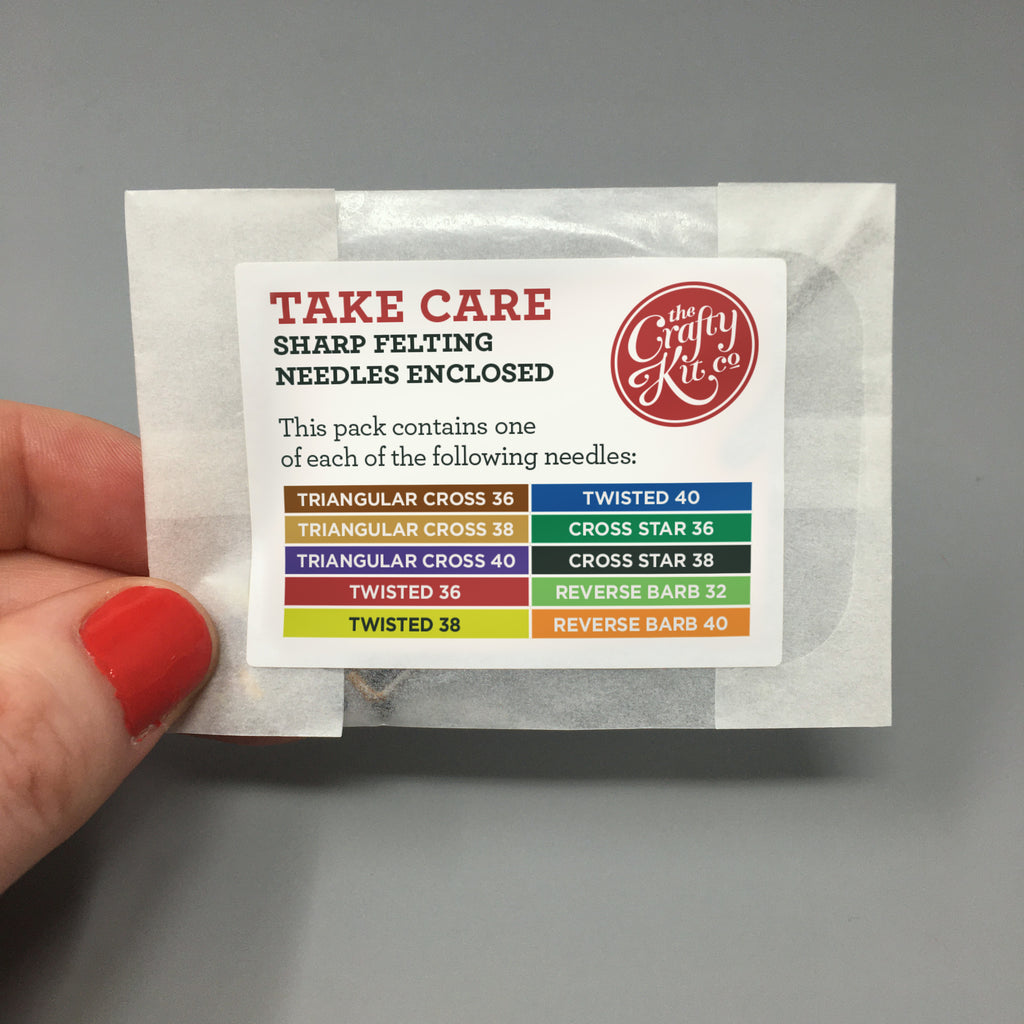 TAKE CARE
SHARP FELTING
NEEDLES ENCLOSED
the
Crafty
Kit co
This pack contains one
of each of the following needles:
TRIANGULAR CROSS 36
TRIANGULAR CROSS 38
TRIANGULAR CROSS 40
TWISTED 36
TWISTED 38
TWISTED 40
CROSS STAR 36
CROSS STAR 38
REVERSE BARB 32
REVERSE BARB 40